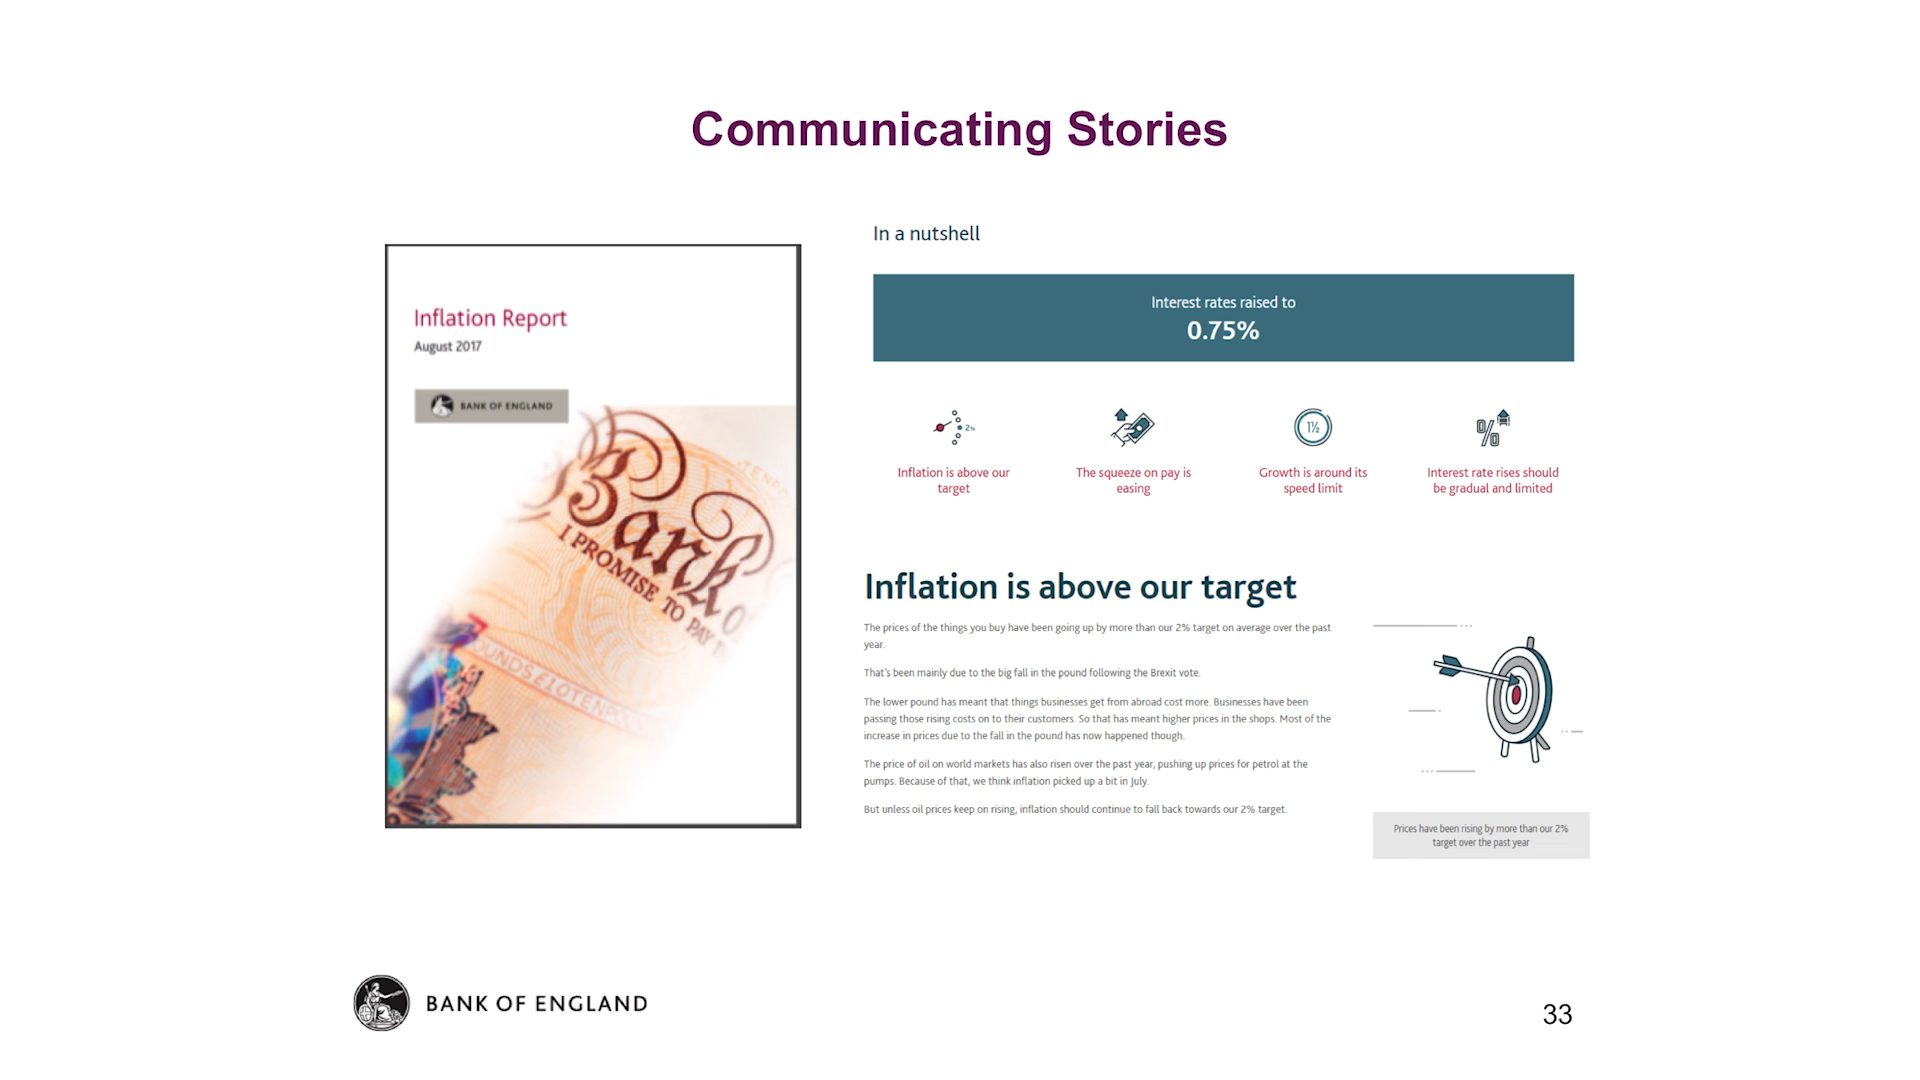 Communicating Stories
Inflation Report
August 2017
BANK OF ENGLAND
Bank o
I PROMISE TO PAY T
OUNDS£10TENPO
In a nutshell
Interest rates raised to
0.75%
2%
1½
%
Inflation is above our
target
The squeeze on pay is
easing
Growth is around its
speed limit
Interest rate rises should
be gradual and limited
Inflation is above our target
The prices of the things you buy have been going up by more than our 2% target on average over the past
year.
That's been mainly due to the big fall in the pound following the Brexit vote.
The lower pound has meant that things businesses get from abroad cost more. Businesses have been
passing those rising costs on to their customers. So that has meant higher prices in the shops. Most of the
increase in prices due to the fall in the pound has now happened though.
The price of oil on world markets has also risen over the past year, pushing up prices for petrol at the
pumps. Because of that, we think inflation picked up a bit in July.
But unless oil prices keep on rising, inflation should continue to fall back towards our 2% target.
Prices have been rising by more than our 2%
target over the past year
BANK OF ENGLAND
33